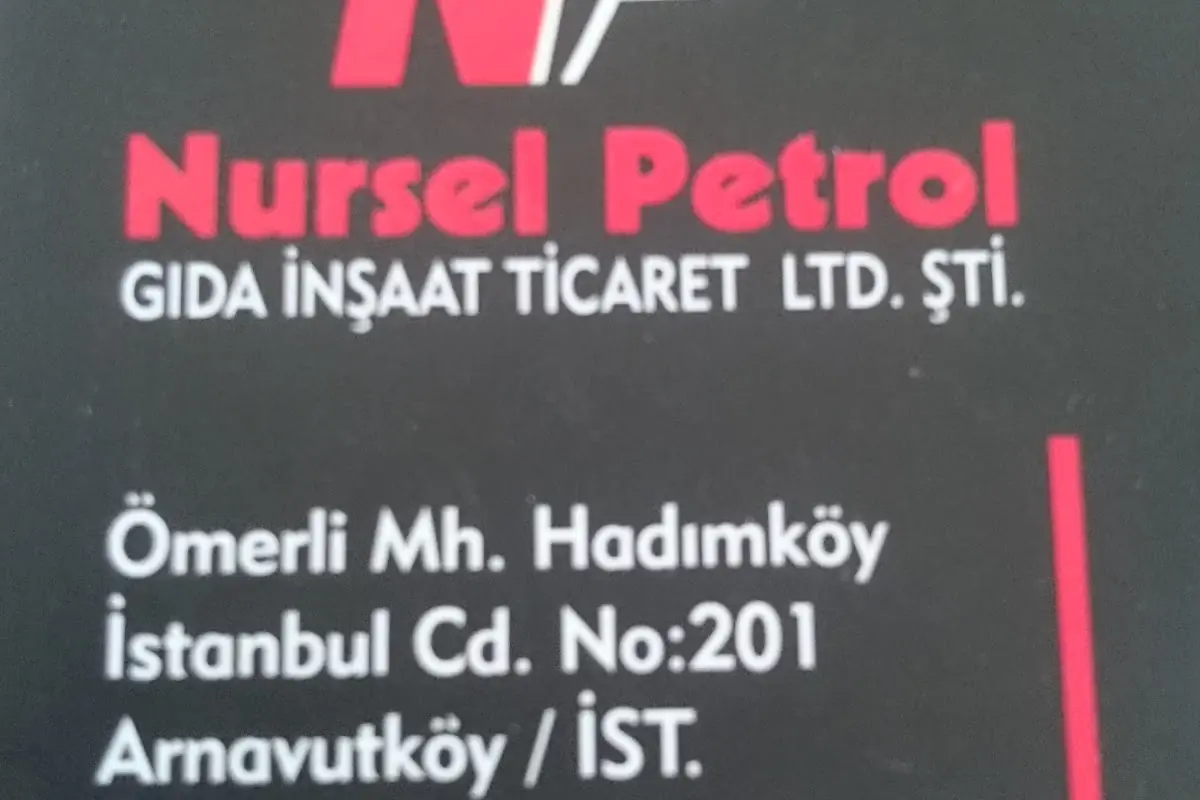 N
Nursel Petrol
GIDA İNŞAAT TİCARET LTD. ŞTİ.
Ömerli Mh. Hadımköy
İstanbul Cd. No:201
Arnavutköy / İST.